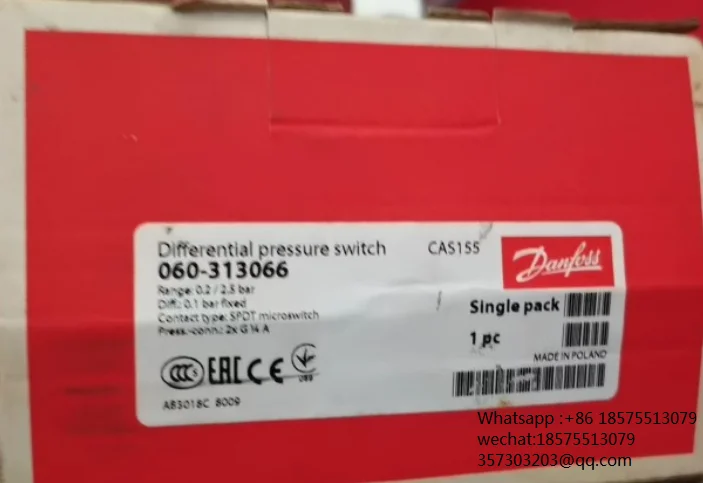 Differential pressure switch CAS155
060-313066
Range: 0.2 / 2.5 bar
Diff.: 0.1 bar fixed
Contact type: SPDT microswitch
Press.-conn.: 2x G ¼ A
Danfoss
Single pack
1 pc
MADE IN POLAND
CCC S EAC CE
AB3018C 8009
Whatsapp :+86 18575513079
wechat:18575513079
357303203@qq.com